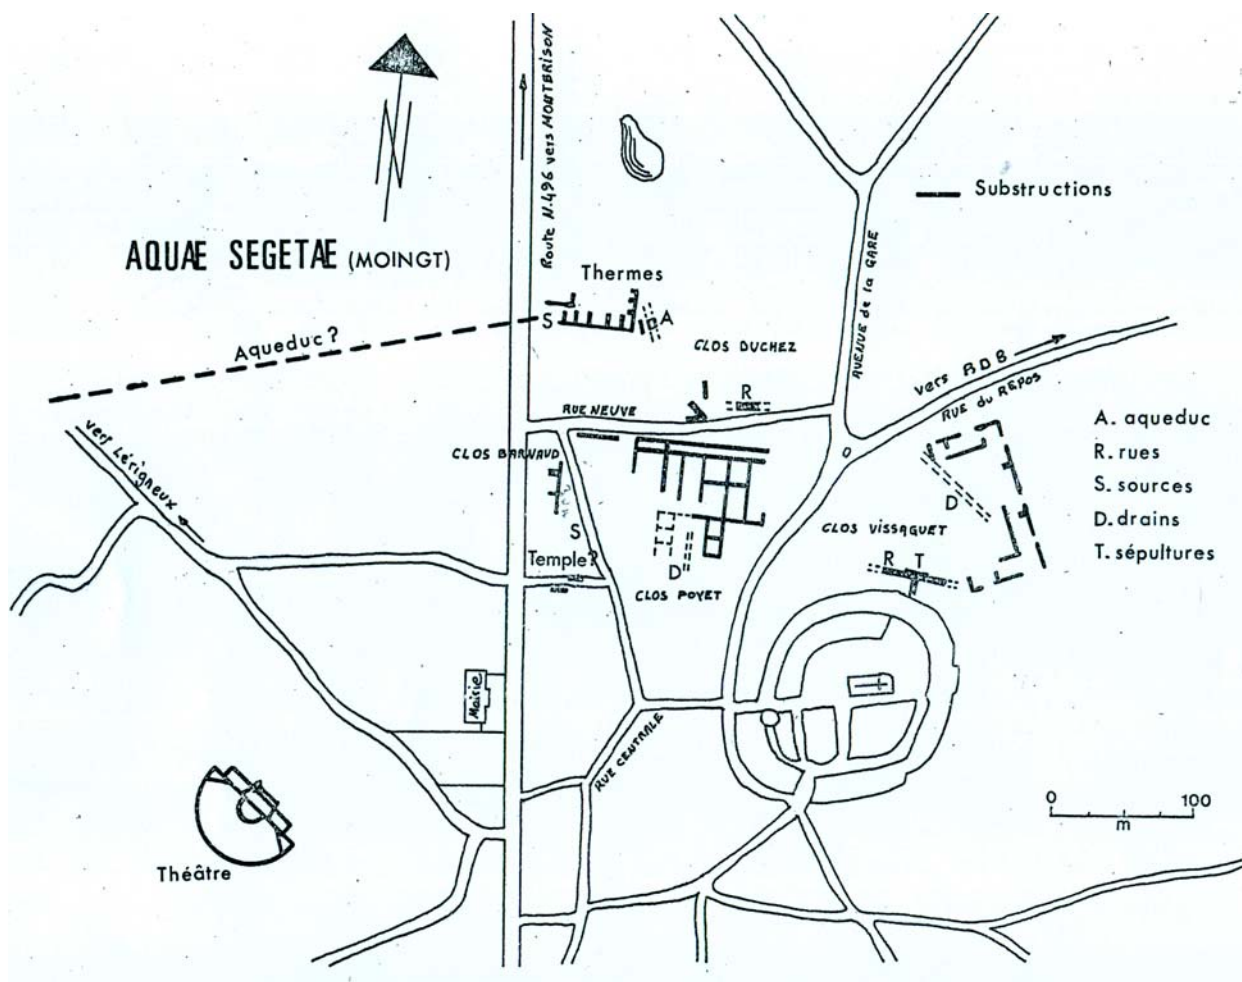 N
Route N.496 vers MONTBRISON
Substructions
AQUAE SEGETAE (MOINGT)
Thermes
S
A
Aqueduc ?
CLOS DUCHEZ
AVENUE de la GARE
vers RDB
RUE DU REPOS
R
RUE NEUVE
vers Lérigneux
CLOS BARNAUD
A. aqueduc
R. rues
S. sources
D. drains
T. sépultures
D
S
CLOS VISSAGUET
Temple?
D
R T
CLOS POYET
Mairie
RUE CENTRALE
0 100
m
Théâtre